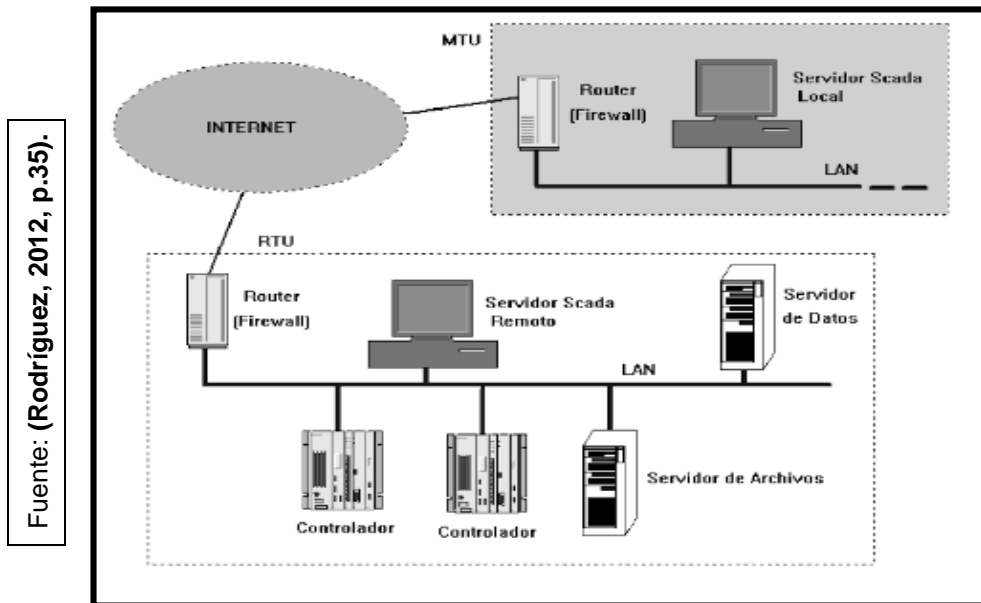 Fuente: (Rodríguez, 2012, p.35).
MTU
Router
(Firewall)
Servidor Scada
Local
LAN
INTERNET
RTU
Router
(Firewall)
Servidor Scada
Remoto
Servidor
de Datos
LAN
Controlador
Controlador
Servidor de Archivos